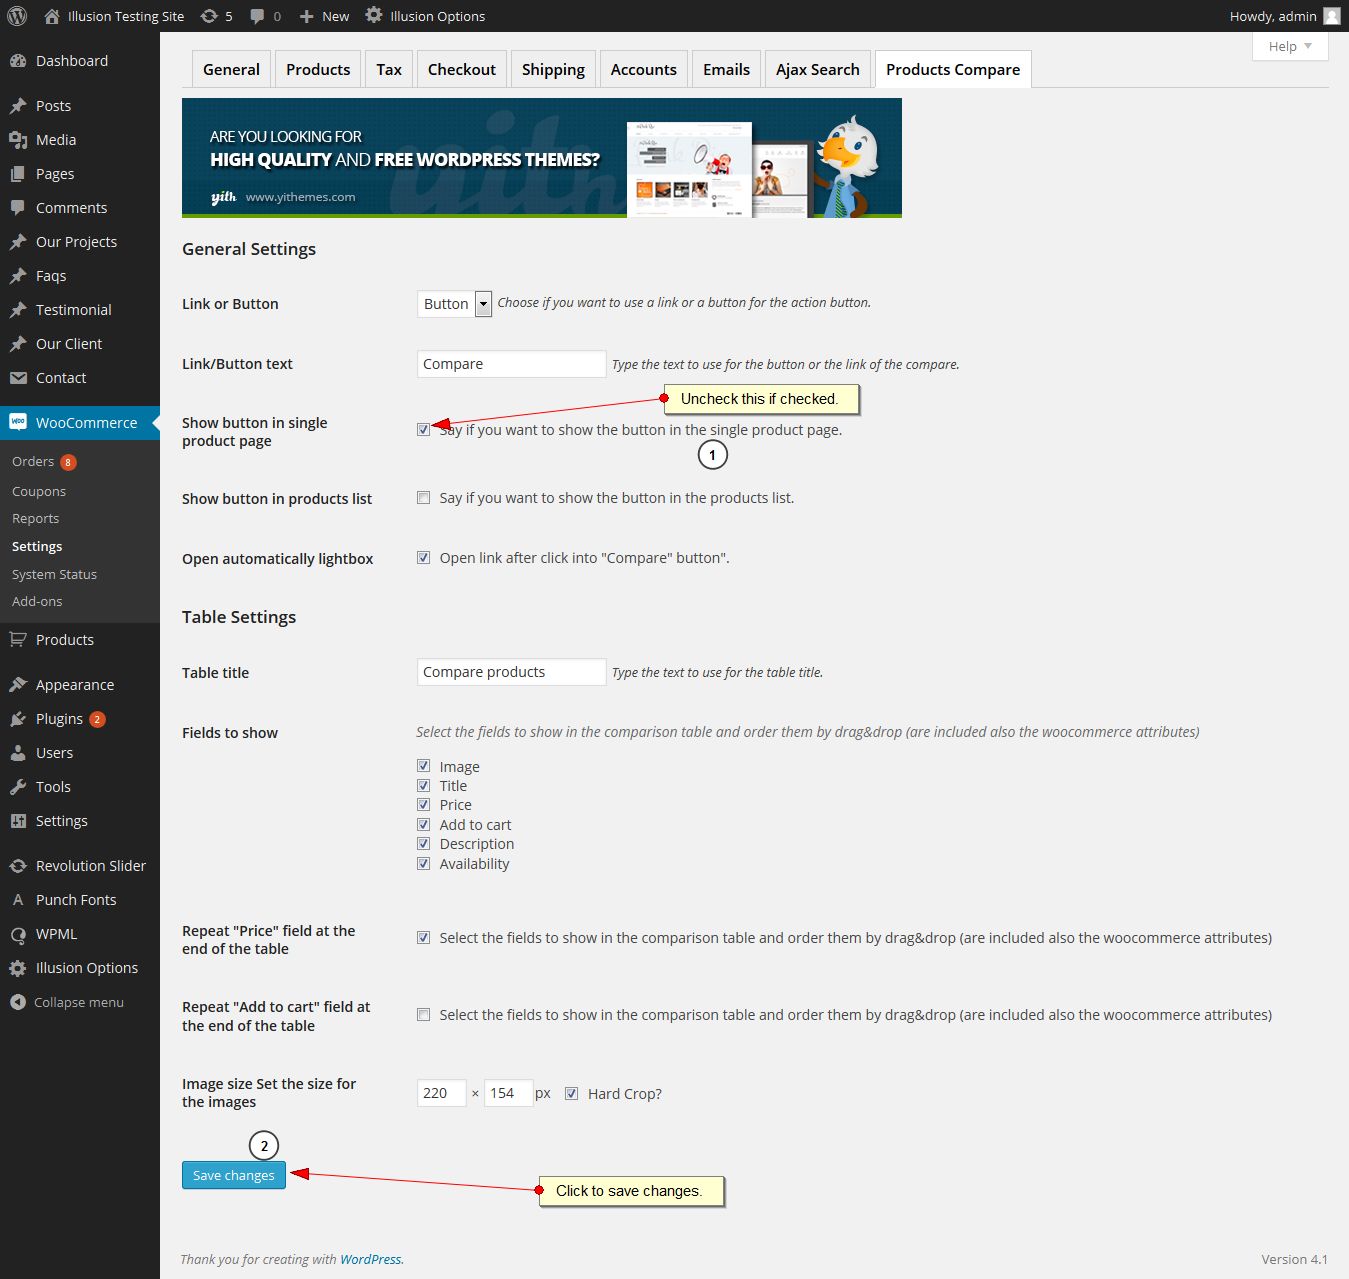 Illusion Testing Site 5 0 New Illusion Options Howdy, admin
Help
Dashboard
Posts
Media
Pages
Comments
Our Projects
Faqs
Testimonial
Our Client
Contact
WooCommerce
Orders 8
Coupons
Reports
Settings
System Status
Add-ons
Products
Appearance
Plugins 2
Users
Tools
Settings
Revolution Slider
Punch Fonts
WPML
Illusion Options
Collapse menu
General Products Tax Checkout Shipping Accounts Emails Ajax Search Products Compare
ARE YOU LOOKING FOR
HIGH QUALITY AND FREE WORDPRESS THEMES?
yith www.yithemes.com
General Settings
Link or Button Button Choose if you want to use a link or a button for the action button.
Link/Button text Compare Type the text to use for the button or the link of the compare.
Uncheck this if checked.
Show button in single
product page
Say if you want to show the button in the single product page.
1
Show button in products list Say if you want to show the button in the products list.
Open automatically lightbox Open link after click into "Compare" button".
Table Settings
Table title Compare products Type the text to use for the table title.
Fields to show Select the fields to show in the comparison table and order them by drag&drop (are included also the woocommerce attributes)
Image
Title
Price
Add to cart
Description
Availability
Repeat "Price" field at the
end of the table
Select the fields to show in the comparison table and order them by drag&drop (are included also the woocommerce attributes)
Repeat "Add to cart" field at
the end of the table
Select the fields to show in the comparison table and order them by drag&drop (are included also the woocommerce attributes)
Image size Set the size for
the images
220 × 154 px Hard Crop?
2
Save changes
Click to save changes.
Thank you for creating with WordPress. Version 4.1